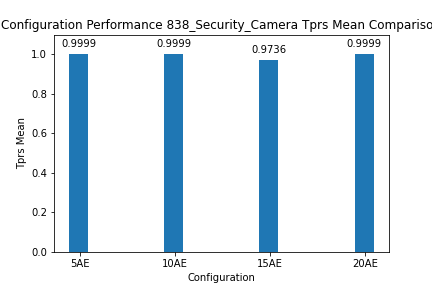 Configuration Performance 838_Security_Camera Tprs Mean Compariso
0.9999 0.9999 0.9736 0.9999
1.0
0.8
0.6
0.4
0.2
0.0
Tprs Mean
5AE 10AE 15AE 20AE
Configuration